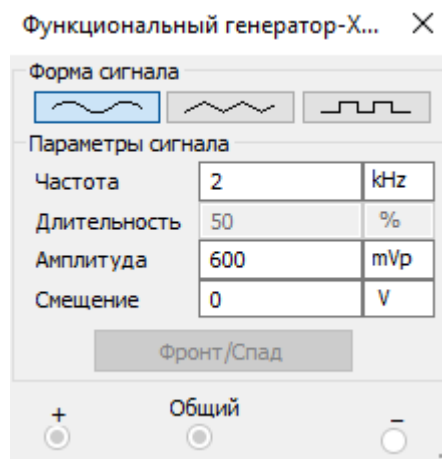 Функциональный генератор-X...
Форма сигнала
Параметры сигнала
Частота 2 kHz
Длительность 50 %
Амплитуда 600 mVp
Смещение 0 V
Фронт/Спад
+ Общий −